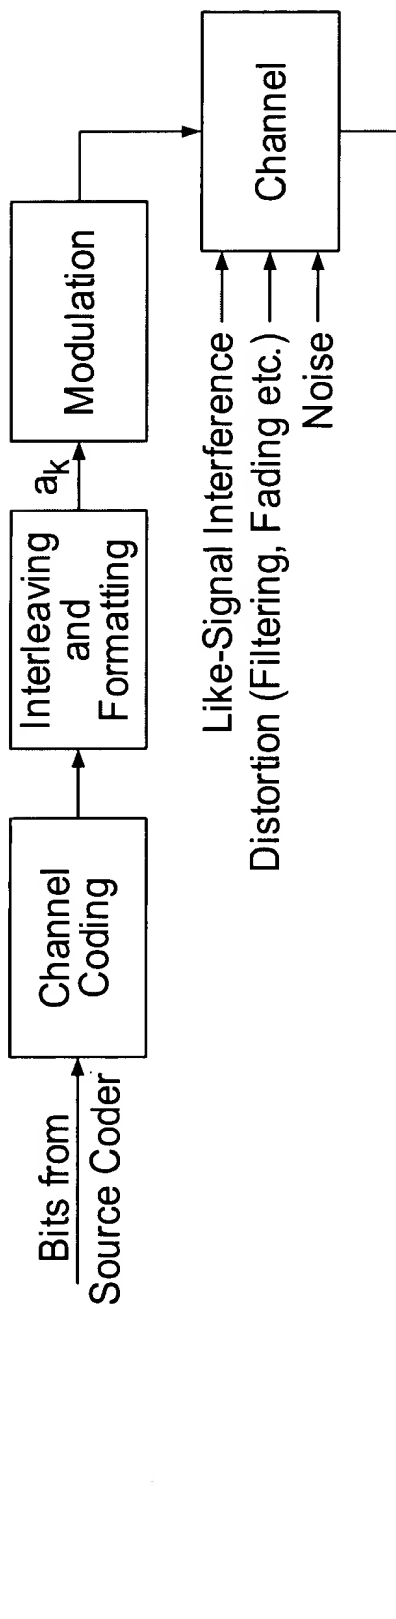 Bits from
Source Coder
Channel
Coding
Interleaving
and
Formatting
ak
Modulation
Like-Signal Interference
Distortion (Filtering, Fading etc.)
Noise
Channel